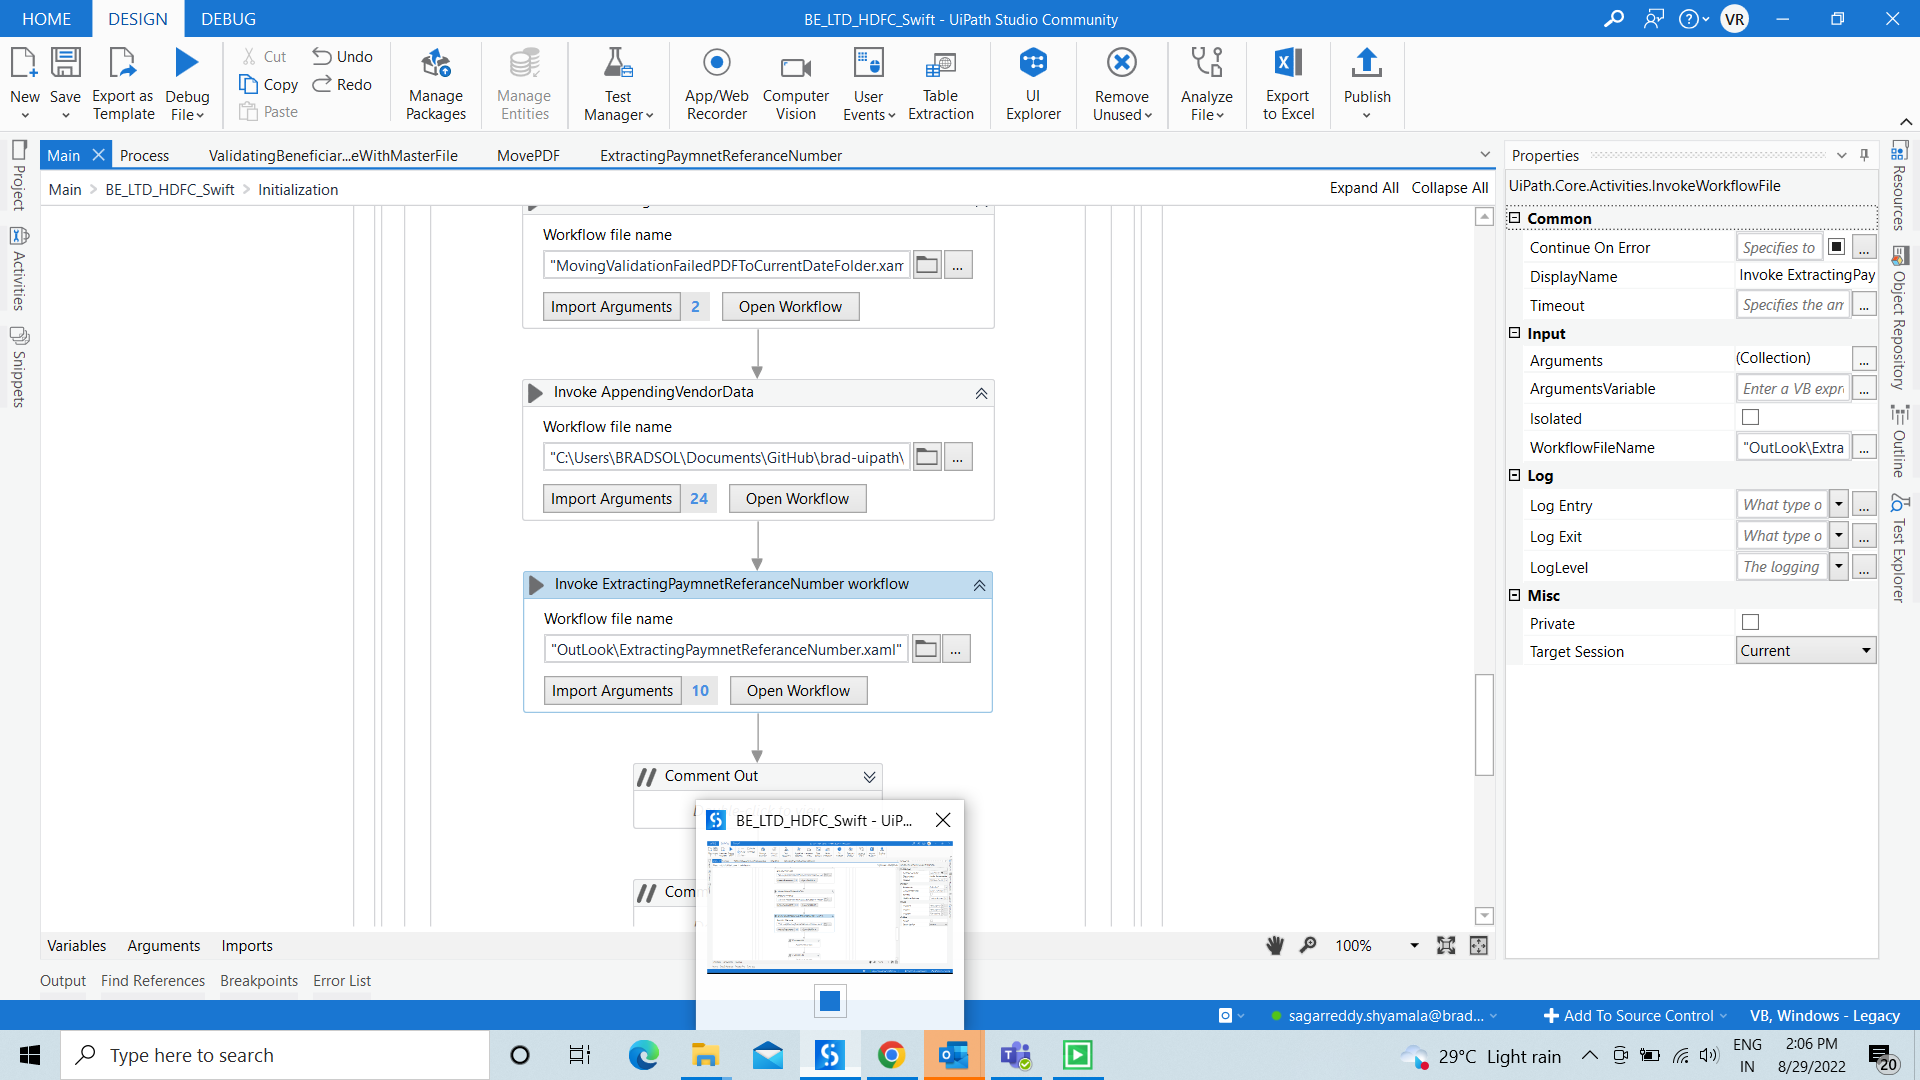 HOME DESIGN DEBUG
BE_LTD_HDFC_Swift - UiPath Studio Community
VR
New
Save
Export as Template
Debug File
Cut
Copy
Paste
Undo
Redo
Manage Packages
Manage Entities
Test Manager
App/Web Recorder
Computer Vision
User Events
Table Extraction
UI Explorer
Remove Unused
Analyze File
Export to Excel
Publish
Project
Activities
Snippets
Main Process ValidatingBeneficiar...eWithMasterFile MovePDF ExtractingPaymnetReferanceNumber
Main BE_LTD_HDFC_Swift Initialization
Expand All Collapse All
Workflow file name
"MovingValidationFailedPDFToCurrentDateFolder.xam
...
Import Arguments 2 Open Workflow
Invoke AppendingVendorData
Workflow file name
"C:\Users\BRADSOL\Documents\GitHub\brad-uipath\
...
Import Arguments 24 Open Workflow
Invoke ExtractingPaymnetReferanceNumber workflow
Workflow file name
"OutLook\ExtractingPaymnetReferanceNumber.xaml"
...
Import Arguments 10 Open Workflow
// Comment Out
// Com
BE_LTD_HDFC_Swift - UiP...
Properties
UiPath.Core.Activities.InvokeWorkflowFile
Common
Continue On Error Specifies to ...
DisplayName Invoke ExtractingPay
Timeout Specifies the am ...
Input
Arguments (Collection) ...
ArgumentsVariable Enter a VB expr ...
Isolated
WorkflowFileName "OutLook\Extra ...
Log
Log Entry What type o ...
Log Exit What type o ...
LogLevel The logging ...
Misc
Private
Target Session Current
Resources
Object Repository
Outline
Test Explorer
Variables Arguments Imports
100%
Output Find References Breakpoints Error List
sagarreddy.shyamala@brad...
Add To Source Control
VB, Windows - Legacy
Type here to search
29°C Light rain
ENG
IN
2:06 PM
8/29/2022
20